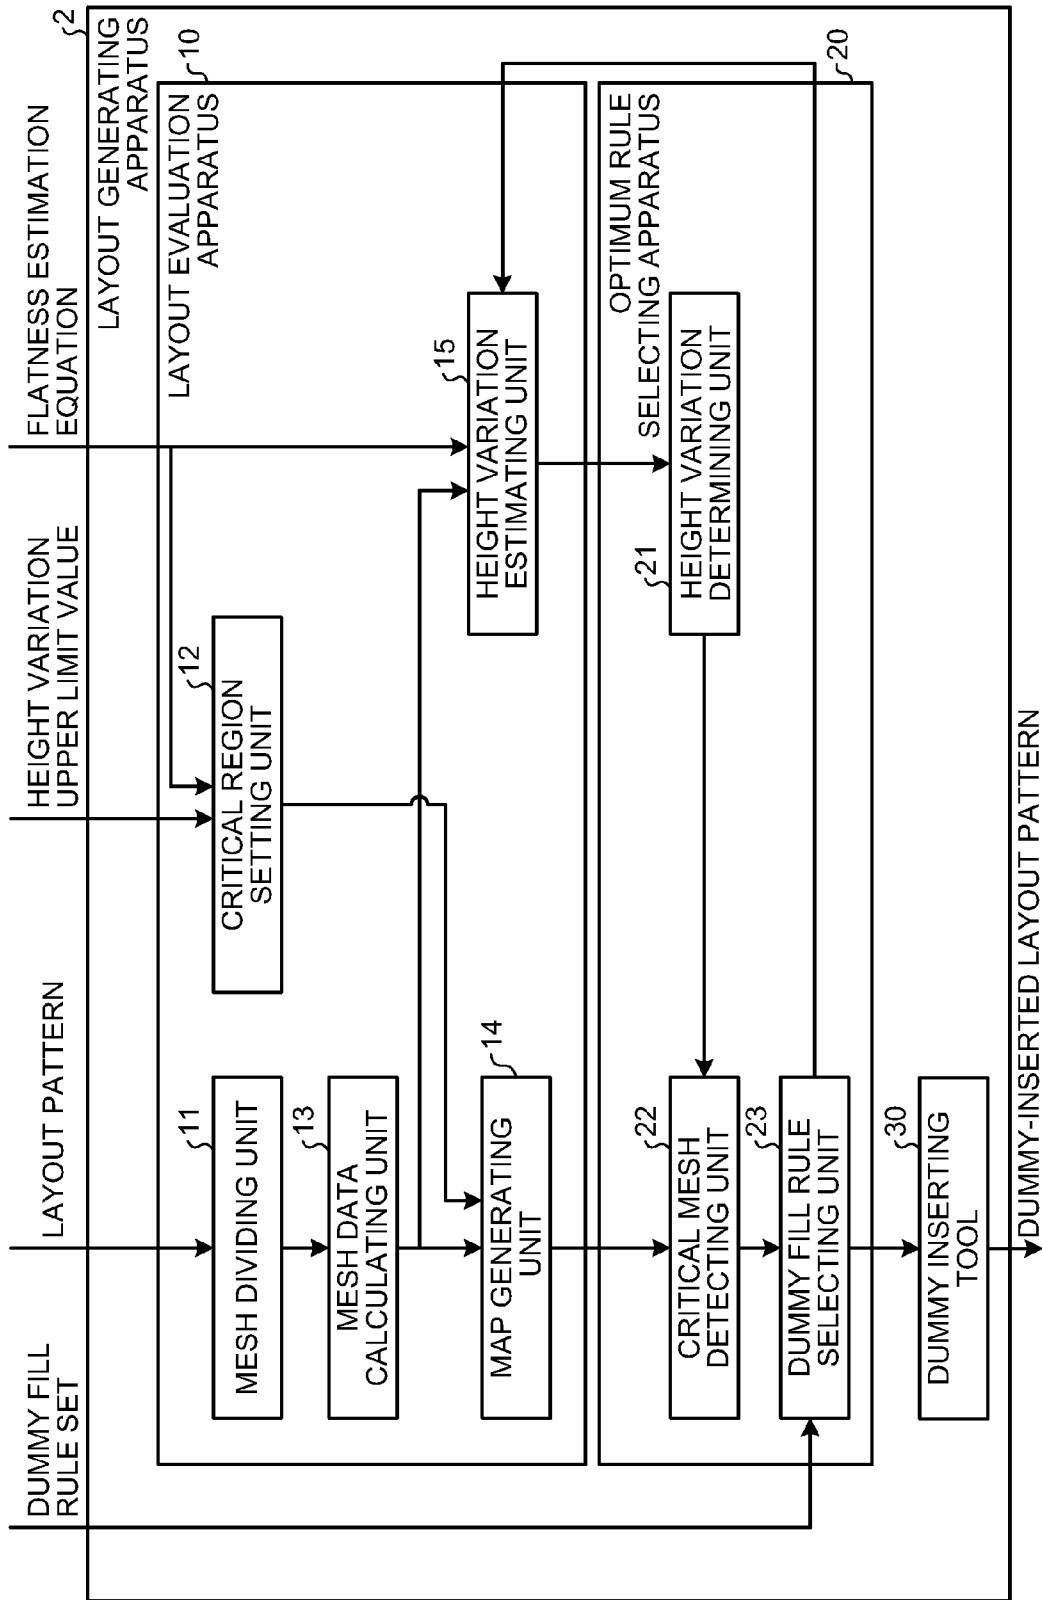 DUMMY FILL
RULE SET
LAYOUT PATTERN
HEIGHT VARIATION
UPPER LIMIT VALUE
FLATNESS ESTIMATION
EQUATION
2
LAYOUT GENERATING
APPARATUS
10
LAYOUT EVALUATION
APPARATUS
11
MESH DIVIDING UNIT
12
CRITICAL REGION
SETTING UNIT
13
MESH DATA
CALCULATING UNIT
14
MAP GENERATING
UNIT
15
HEIGHT VARIATION
ESTIMATING UNIT
20
OPTIMUM RULE
SELECTING APPARATUS
21
HEIGHT VARIATION
DETERMINING UNIT
22
CRITICAL MESH
DETECTING UNIT
23
DUMMY FILL RULE
SELECTING UNIT
30
DUMMY INSERTING
TOOL
DUMMY-INSERTED LAYOUT PATTERN